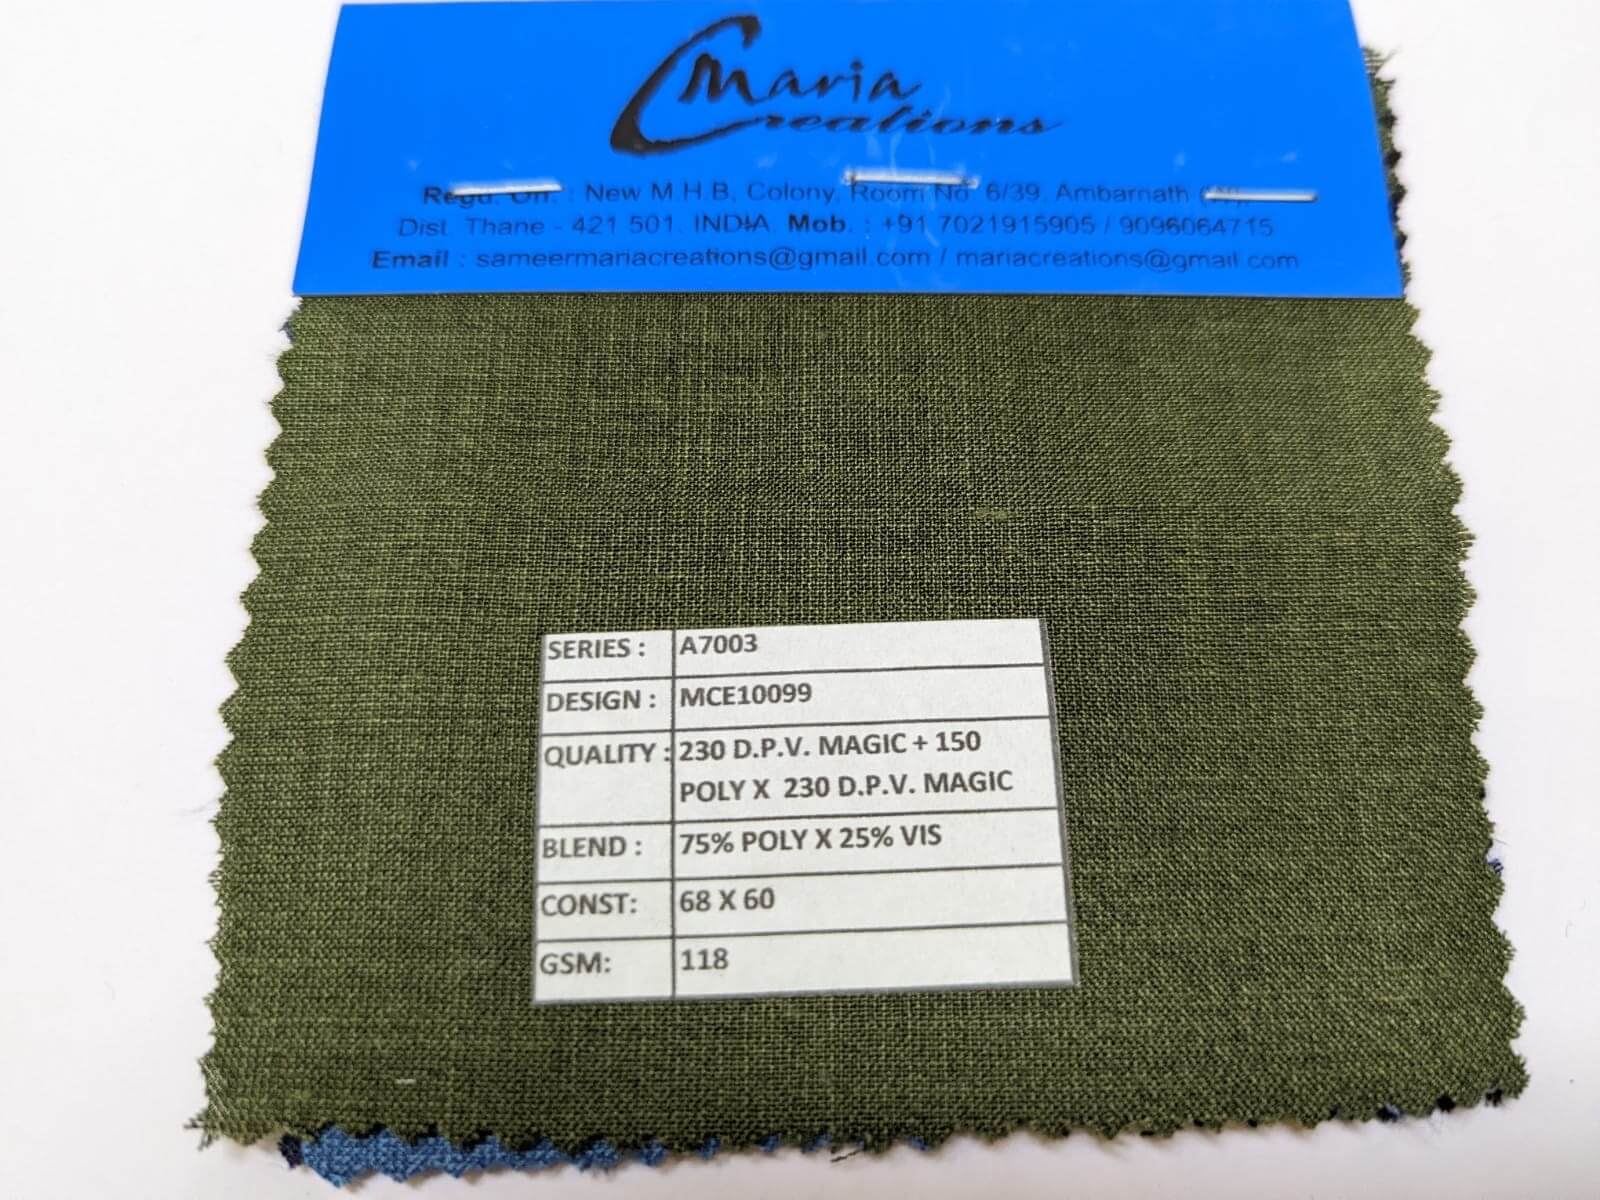 Maria
Creations
Regd. Off. : New M.H.B, Colony, Room No 6/39, Ambarnath (W),
Dist. Thane - 421 501. INDIA. Mob. : +91 7021915905 / 9096064715
Email : sameermariacreations@gmail.com / mariacreations@gmail.com
SERIES : A7003
DESIGN : MCE10099
QUALITY : 230 D.P.V. MAGIC + 150
POLY X 230 D.P.V. MAGIC
BLEND : 75% POLY X 25% VIS
CONST: 68 X 60
GSM: 118